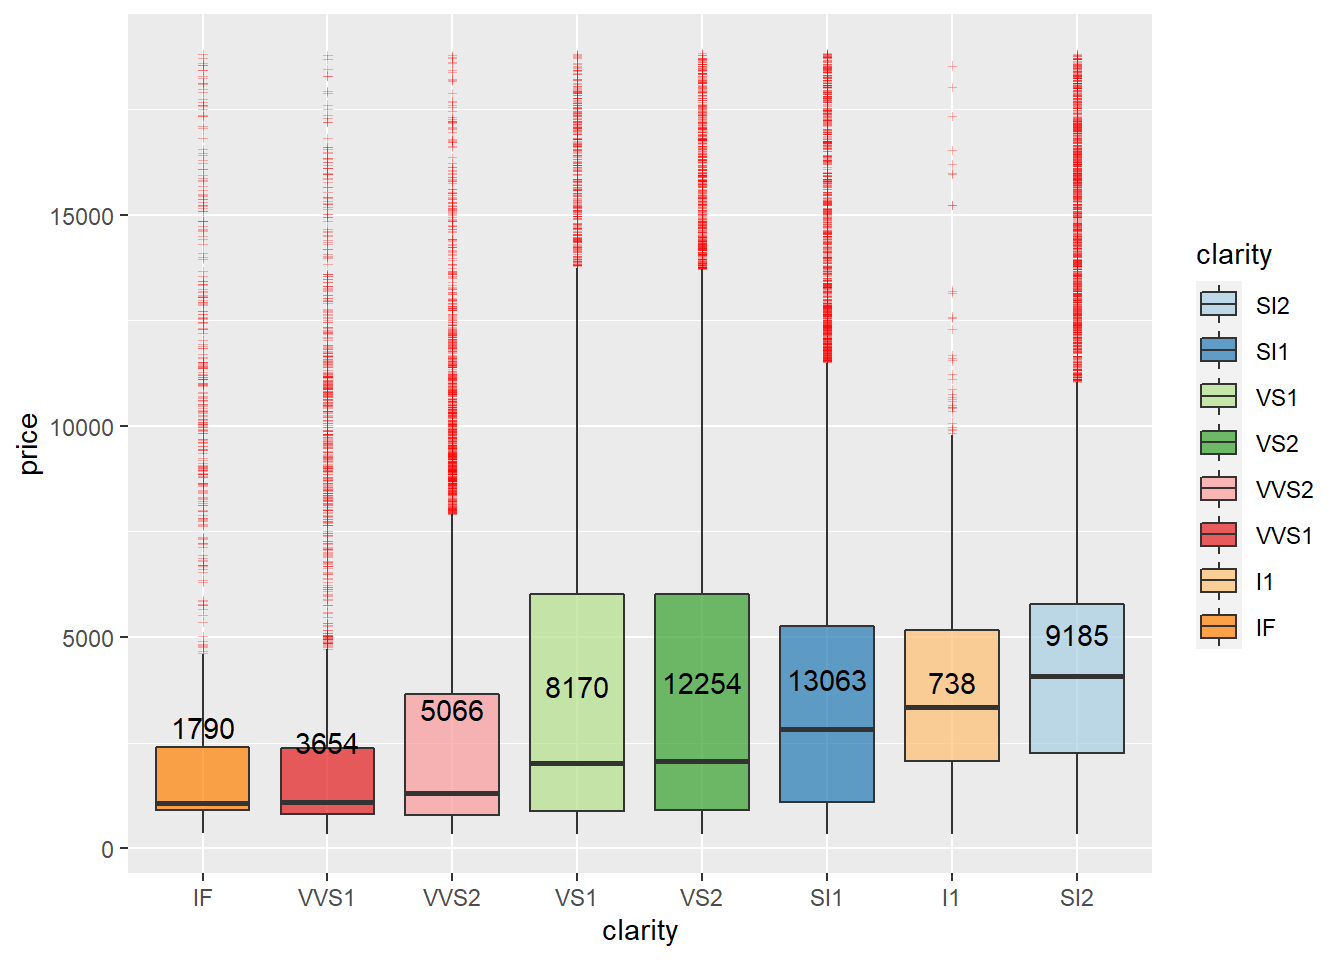 price
15000
10000
5000
0
1790
3654
5066
8170
12254
13063
738
9185
IF
VVS1
VVS2
VS1
VS2
SI1
I1
SI2
clarity
clarity
SI2
SI1
VS1
VS2
VVS2
VVS1
I1
IF